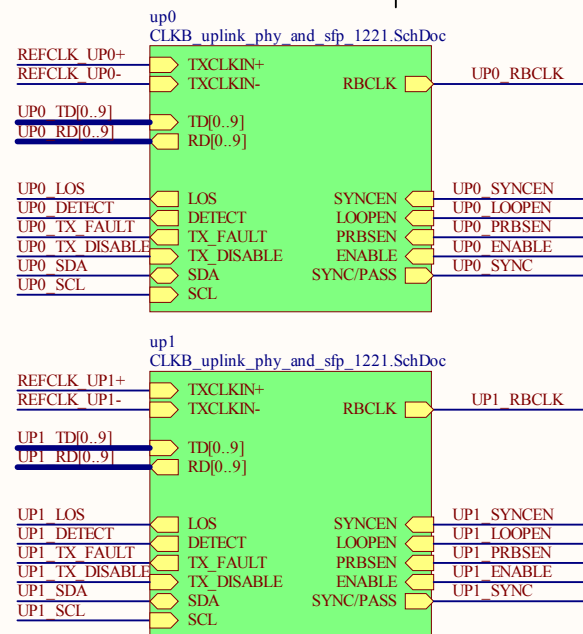 up0
CLKB_uplink_phy_and_sfp_1221.SchDoc
REFCLK_UP0+ TXCLKIN+
REFCLK_UP0- TXCLKIN- RBCLK UP0_RBCLK
UP0_TD[0..9] TD[0..9]
UP0_RD[0..9] RD[0..9]
UP0_LOS LOS SYNCEN UP0_SYNCEN
UP0_DETECT DETECT LOOPEN UP0_LOOPEN
UP0_TX_FAULT TX_FAULT PRBSEN UP0_PRBSEN
UP0_TX_DISABLE TX_DISABLE ENABLE UP0_ENABLE
UP0_SDA SDA SYNC/PASS UP0_SYNC
UP0_SCL SCL
up1
CLKB_uplink_phy_and_sfp_1221.SchDoc
REFCLK_UP1+ TXCLKIN+
REFCLK_UP1- TXCLKIN- RBCLK UP1_RBCLK
UP1_TD[0..9] TD[0..9]
UP1_RD[0..9] RD[0..9]
UP1_LOS LOS SYNCEN UP1_SYNCEN
UP1_DETECT DETECT LOOPEN UP1_LOOPEN
UP1_TX_FAULT TX_FAULT PRBSEN UP1_PRBSEN
UP1_TX_DISABLE TX_DISABLE ENABLE UP1_ENABLE
UP1_SDA SDA SYNC/PASS UP1_SYNC
UP1_SCL SCL